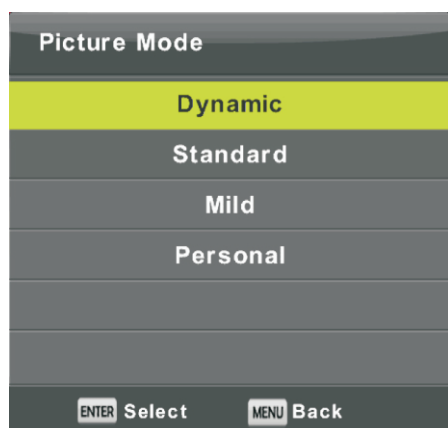 Picture Mode
Dynamic
Standard
Mild
Personal
ENTER Select MENU Back